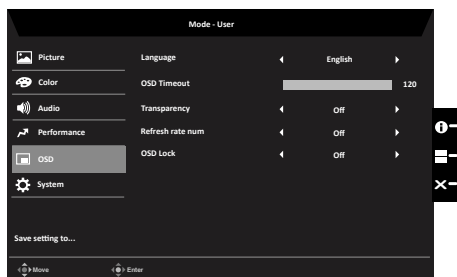 Mode - User
Picture
Color
Audio
Performance
OSD
System
Language English
OSD Timeout 120
Transparency Off
Refresh rate num Off
OSD Lock Off
Save setting to...
Move Enter